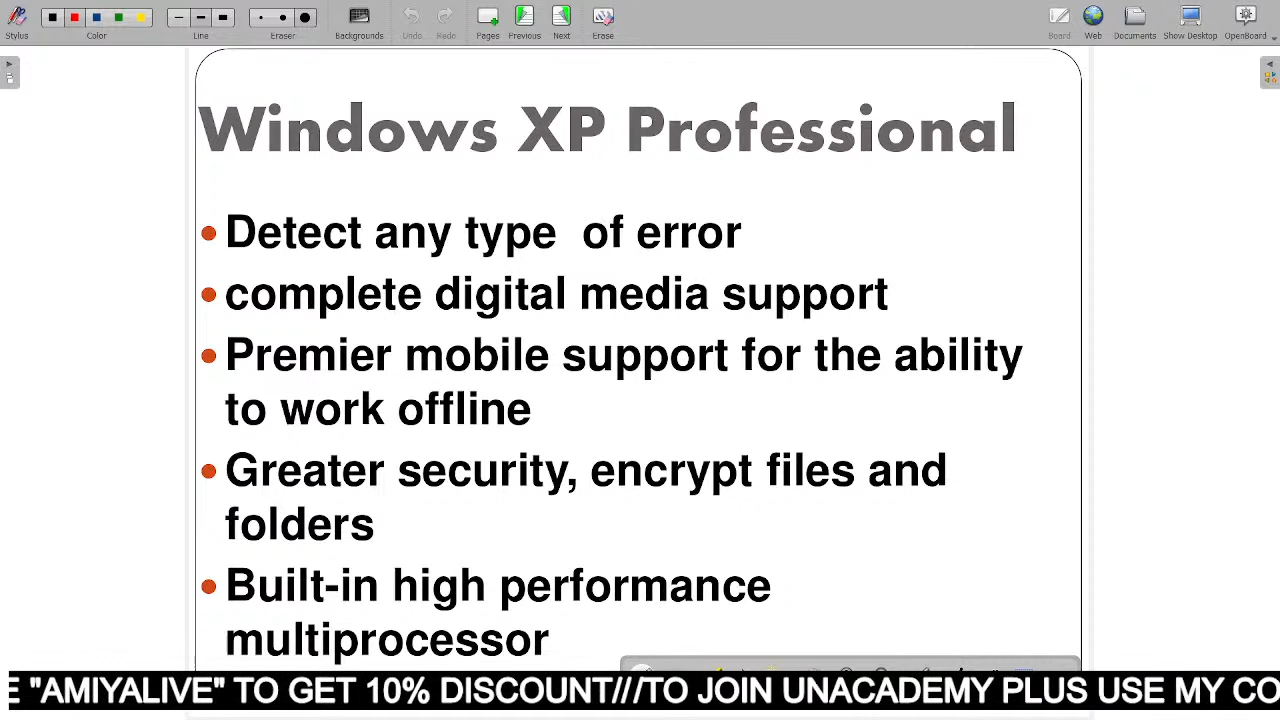 Stylus
Color
Line
Eraser
Backgrounds
Undo
Redo
Pages
Previous
Next
Erase
Board
Web
Documents
Show Desktop
OpenBoard
Windows XP Professional
• Detect any type of error
• complete digital media support
• Premier mobile support for the ability
to work offline
• Greater security, encrypt files and
folders
• Built-in high performance
multiprocessor
E "AMIYALIVE" TO GET 10% DISCOUNT///TO JOIN UNACADEMY PLUS USE MY CO